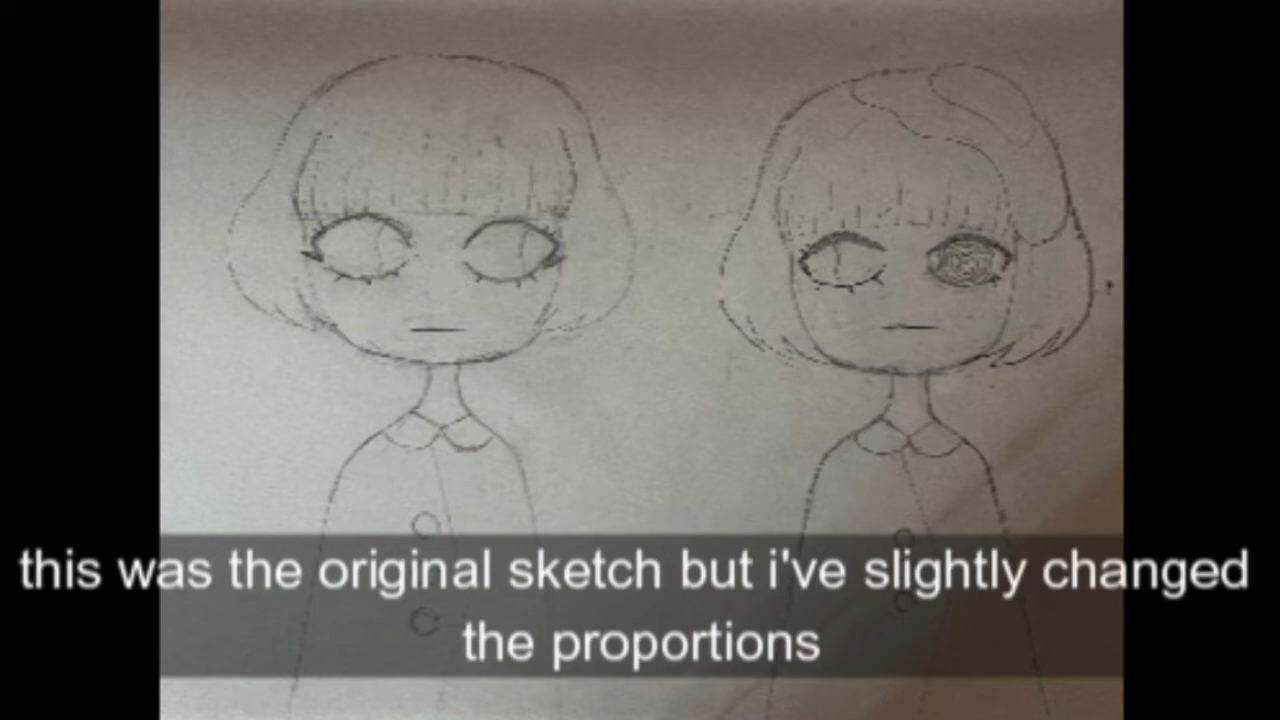 this was the original sketch but i've slightly changed
the proportions